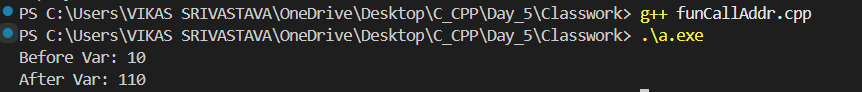 PS C:\Users\VIKAS SRIVASTAVA\OneDrive\Desktop\C_CPP\Day_5\Classwork> g++ funCallAddr.cpp
PS C:\Users\VIKAS SRIVASTAVA\OneDrive\Desktop\C_CPP\Day_5\Classwork> .\a.exe
Before Var: 10
After Var: 110